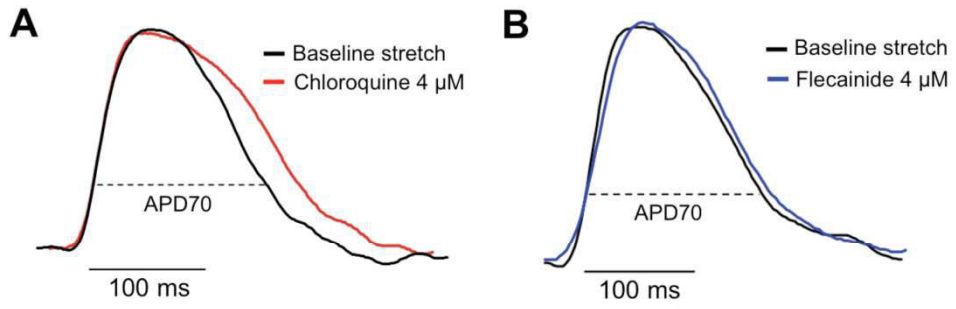 A
Baseline stretch
Chloroquine 4 µM
APD70
100 ms
B
Baseline stretch
Flecainide 4 µM
APD70
100 ms